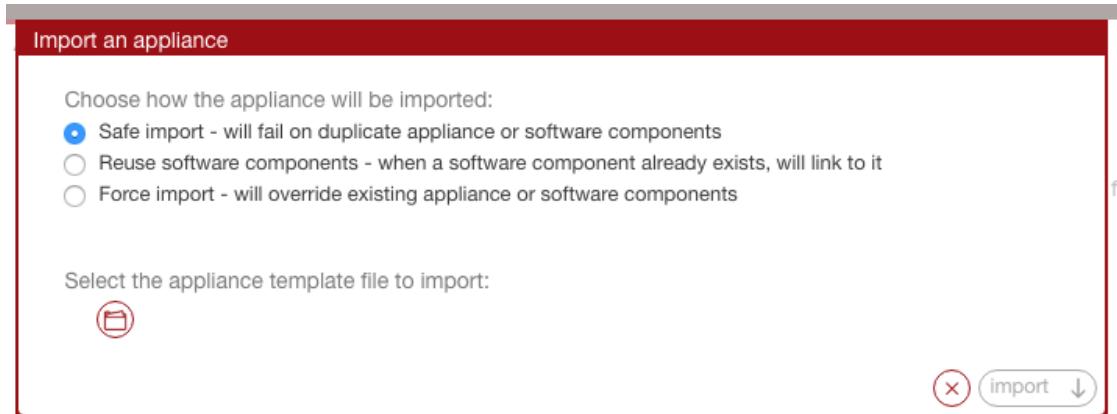 Import an appliance
Choose how the appliance will be imported:
Safe import - will fail on duplicate appliance or software components
Reuse software components - when a software component already exists, will link to it
Force import - will override existing appliance or software components
f
Select the appliance template file to import:
import